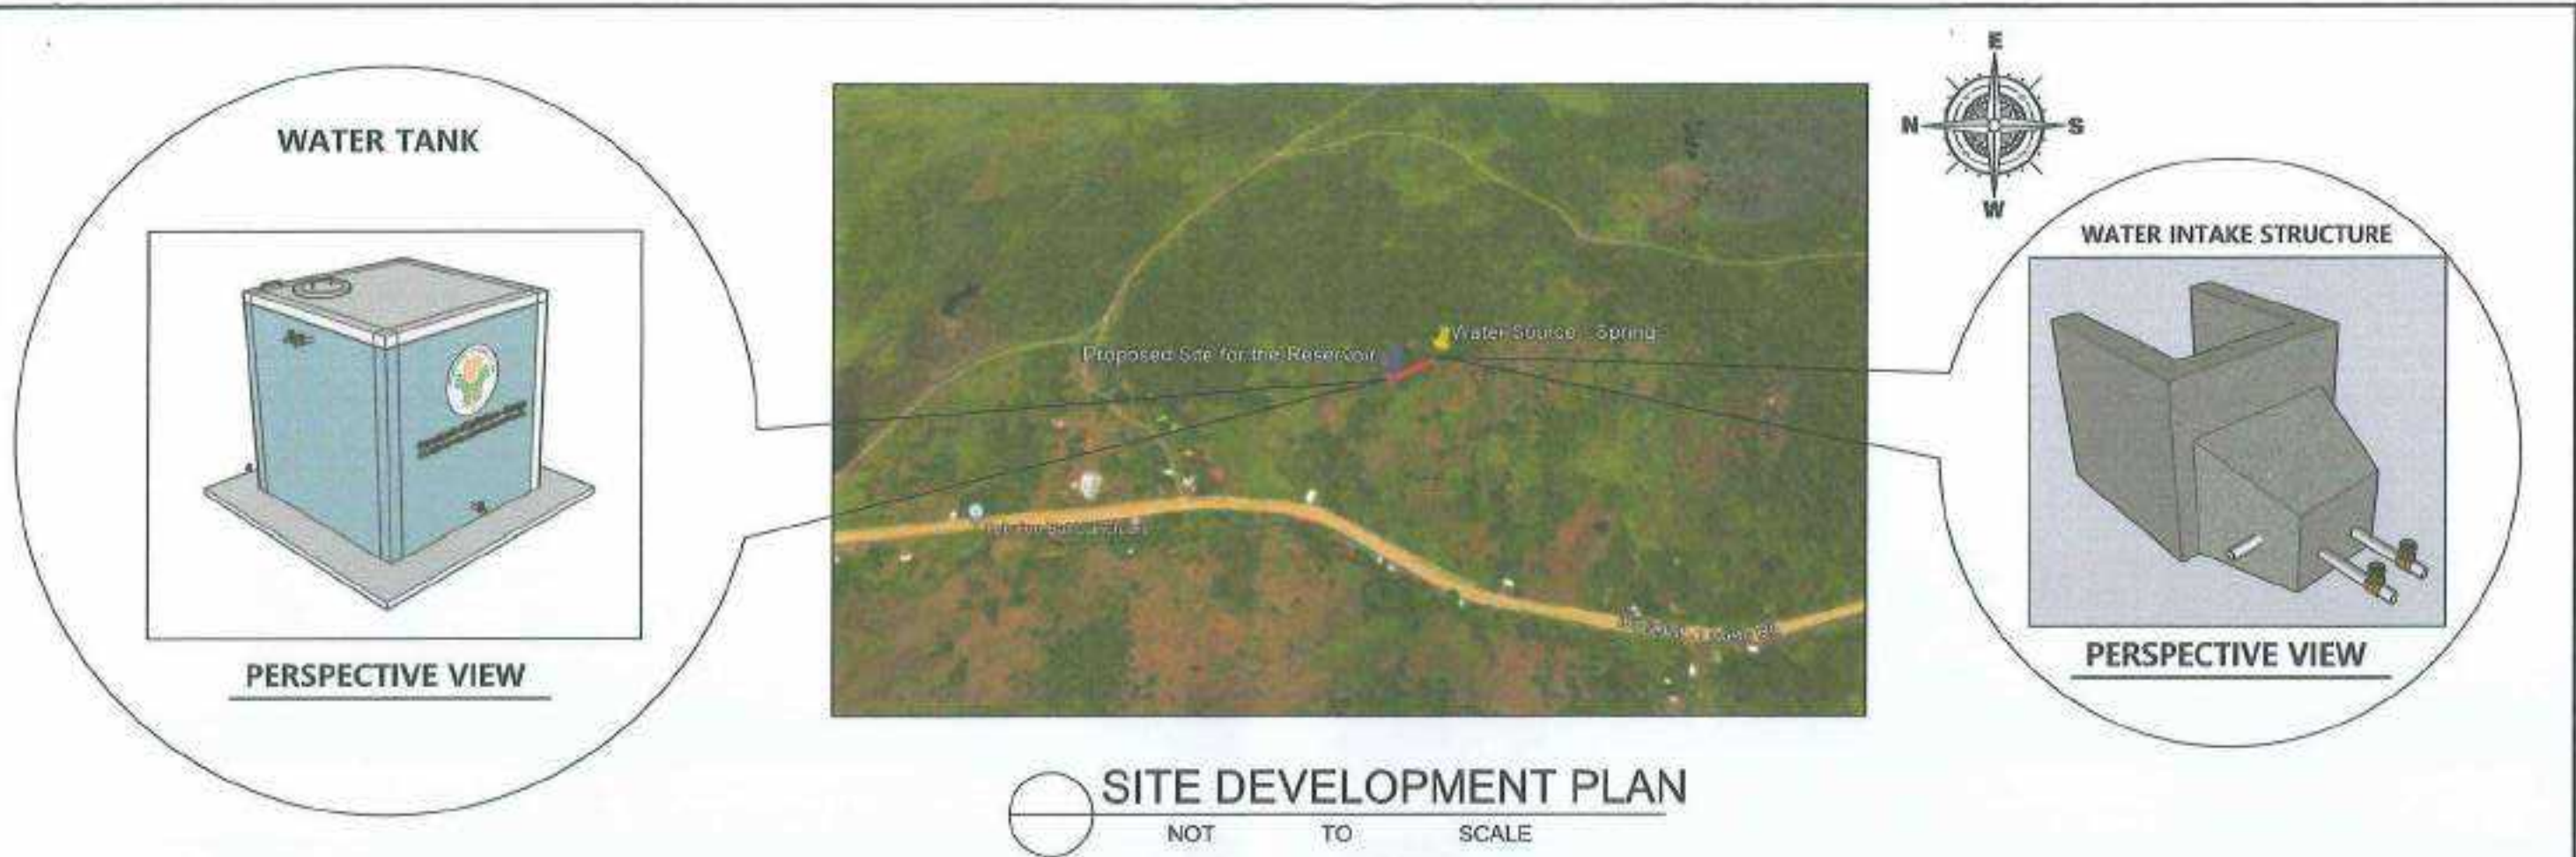 WATER TANK
PERSPECTIVE VIEW
Proposed Site for the Reservoir
Water Source - Spring
E
N
S
W
WATER INTAKE STRUCTURE
PERSPECTIVE VIEW
SITE DEVELOPMENT PLAN
NOT TO SCALE